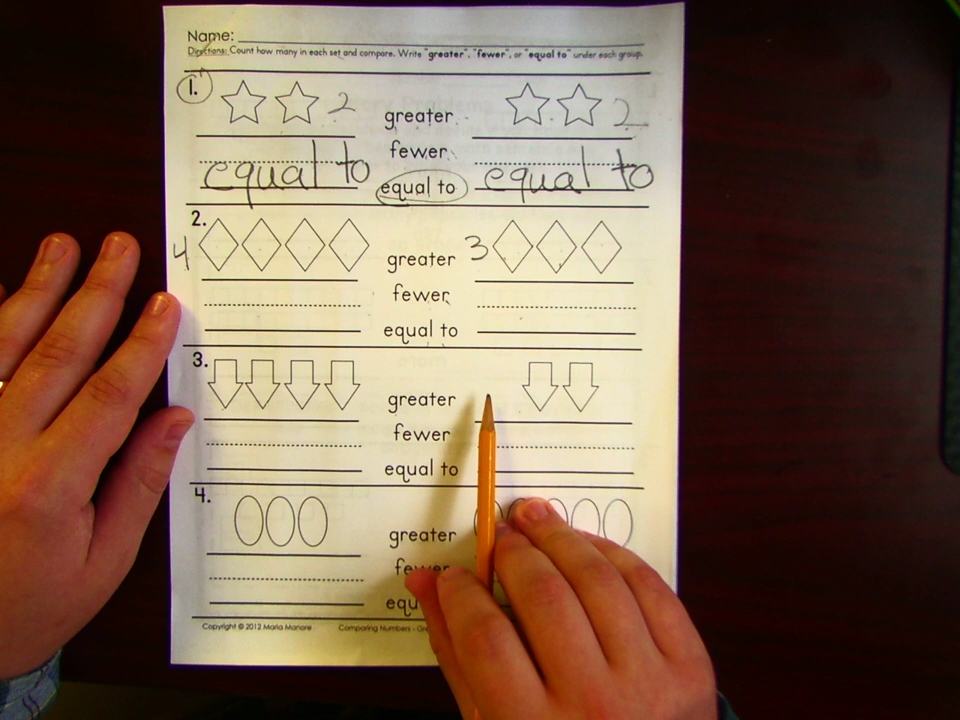 Name:
Directions: Count how many in each set and compare. Write "greater", "fewer", or "equal to" under each group.
1.
2 greater 2
fewer
equal to equal to equal to
2.
4 greater 3
fewer
equal to
3.
greater
fewer
equal to
4.
greater
fewer
Copyright © 2012 Maria Manore Comparing Numbers -